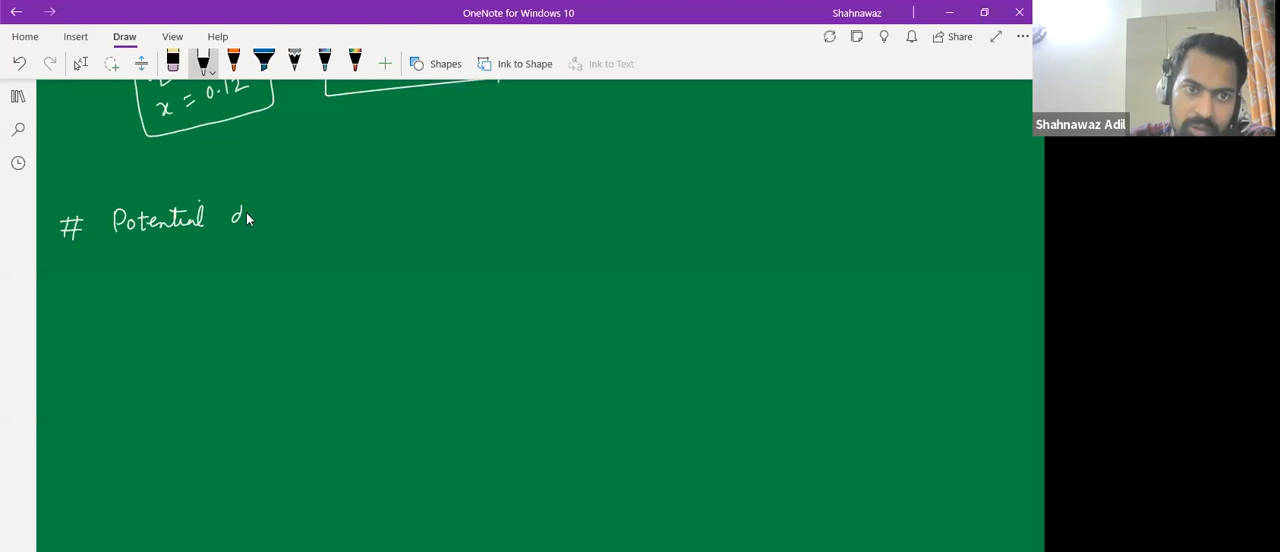 OneNote for Windows 10
Shahnawaz
Home Insert Draw View Help
Share
Shapes Ink to Shape Ink to Text
x = 0.12
Shahnawaz Adil
# Potential d